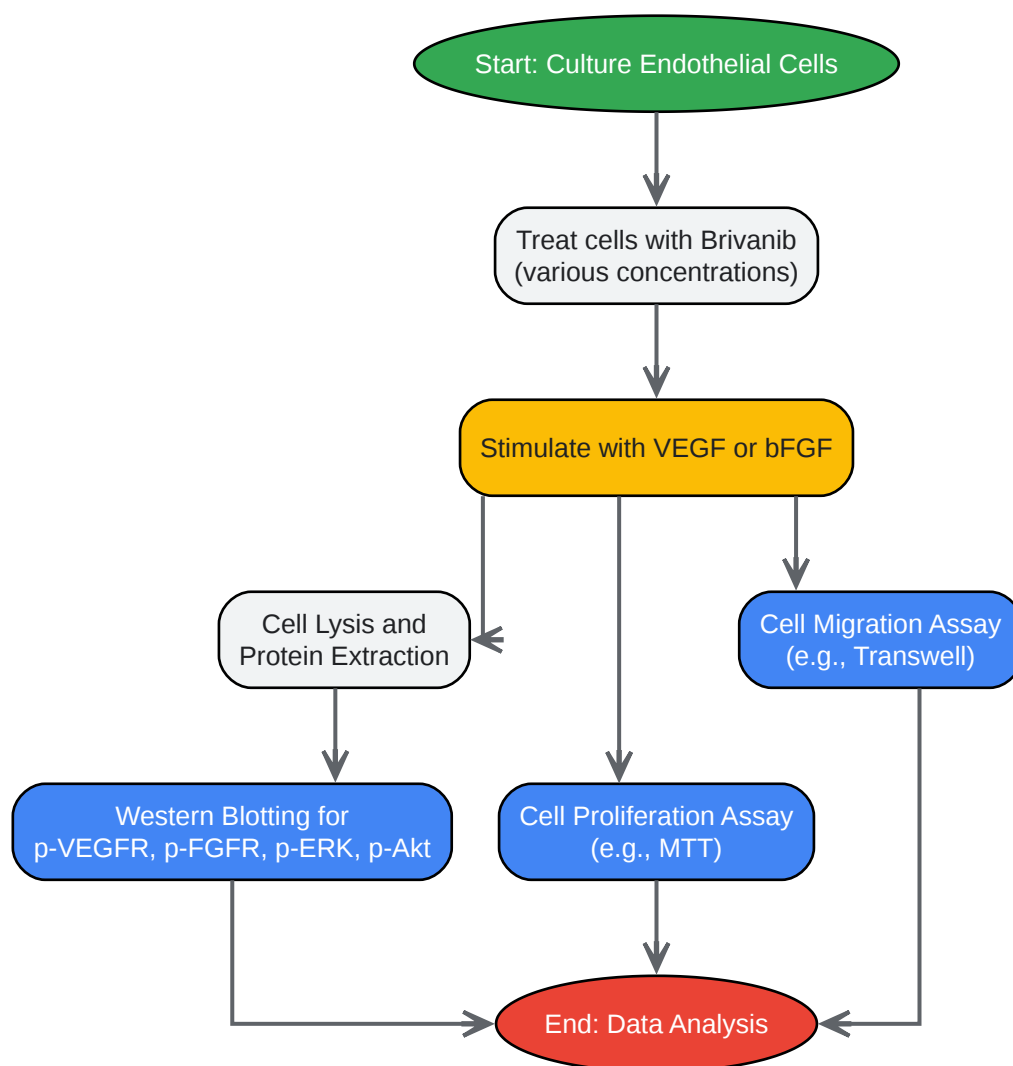 Start: Culture Endothelial Cells
Treat cells with Brivanib
(various concentrations)
Stimulate with VEGF or bFGF
Cell Lysis and
Protein Extraction
Cell Migration Assay
(e.g., Transwell)
Western Blotting for
p-VEGFR, p-FGFR, p-ERK, p-Akt
Cell Proliferation Assay
(e.g., MTT)
End: Data Analysis